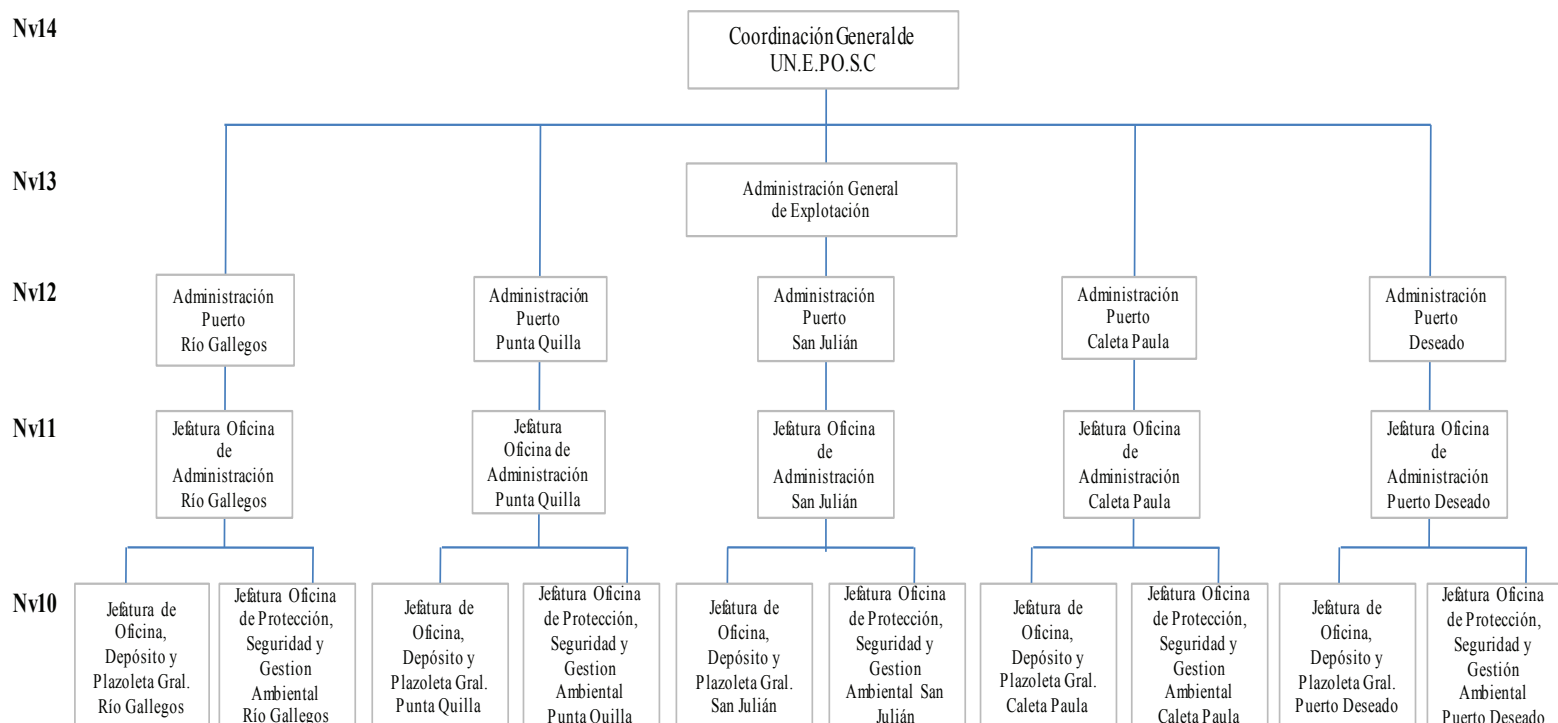 Nv14
Coordinación General de
UN.E.PO.S.C
Nv13
Administración General
de Explotación
Nv12
Administración
Puerto
Río Gallegos
Administración
Puerto
Punta Quilla
Administración
Puerto
San Julián
Administración
Puerto
Caleta Paula
Administración
Puerto
Deseado
Nv11
Jefatura Oficina
de
Administración
Río Gallegos
Jefatura
Oficina de
Administración
Punta Quilla
Jefatura Oficina
de
Administración
San Julián
Jefatura Oficina
de
Administración
Caleta Paula
Jefatura Oficina
de
Administración
Puerto Deseado
Nv10
Jefatura de
Oficina,
Depósito y
Plazoleta Gral.
Río Gallegos
Jefatura Oficina
de Protección,
Seguridad y
Gestion
Ambiental
Río Gallegos
Jefatura de
Oficina,
Depósito y
Plazoleta Gral.
Punta Quilla
Jefatura Oficina
de Protección,
Seguridad y
Gestion
Ambiental
Punta Quilla
Jefatura de
Oficina,
Depósito y
Plazoleta Gral.
San Julián
Jefatura Oficina
de Protección,
Seguridad y
Gestion
Ambiental San
Julián
Jefatura de
Oficina,
Depósito y
Plazoleta Gral.
Caleta Paula
Jefatura Oficina
de Protección,
Seguridad y
Gestion
Ambiental
Caleta Paula
Jefatura de
Oficina,
Depósito y
Plazoleta Gral.
Puerto Deseado
Jefatura Oficina
de Protección,
Seguridad y
Gestión
Ambiental
Puerto Deseado